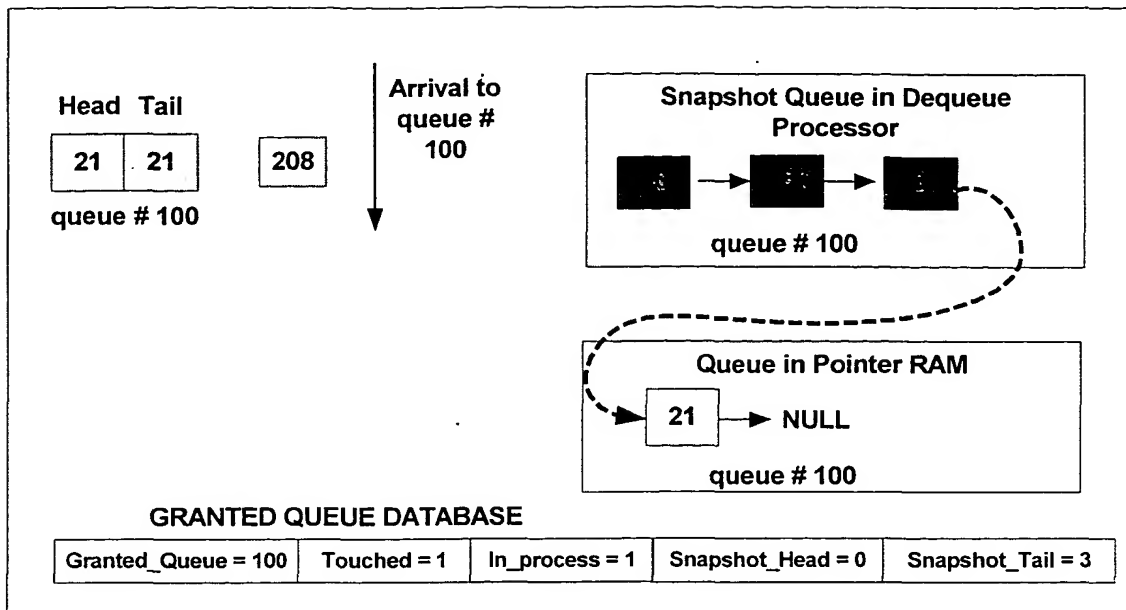 Head Tail
21 21
208
queue # 100
Arrival to
queue #
100
Snapshot Queue in Dequeue
Processor
queue # 100
Queue in Pointer RAM
21 NULL
queue # 100
GRANTED QUEUE DATABASE
Granted_Queue = 100 Touched = 1 In_process = 1 Snapshot_Head = 0 Snapshot_Tail = 3